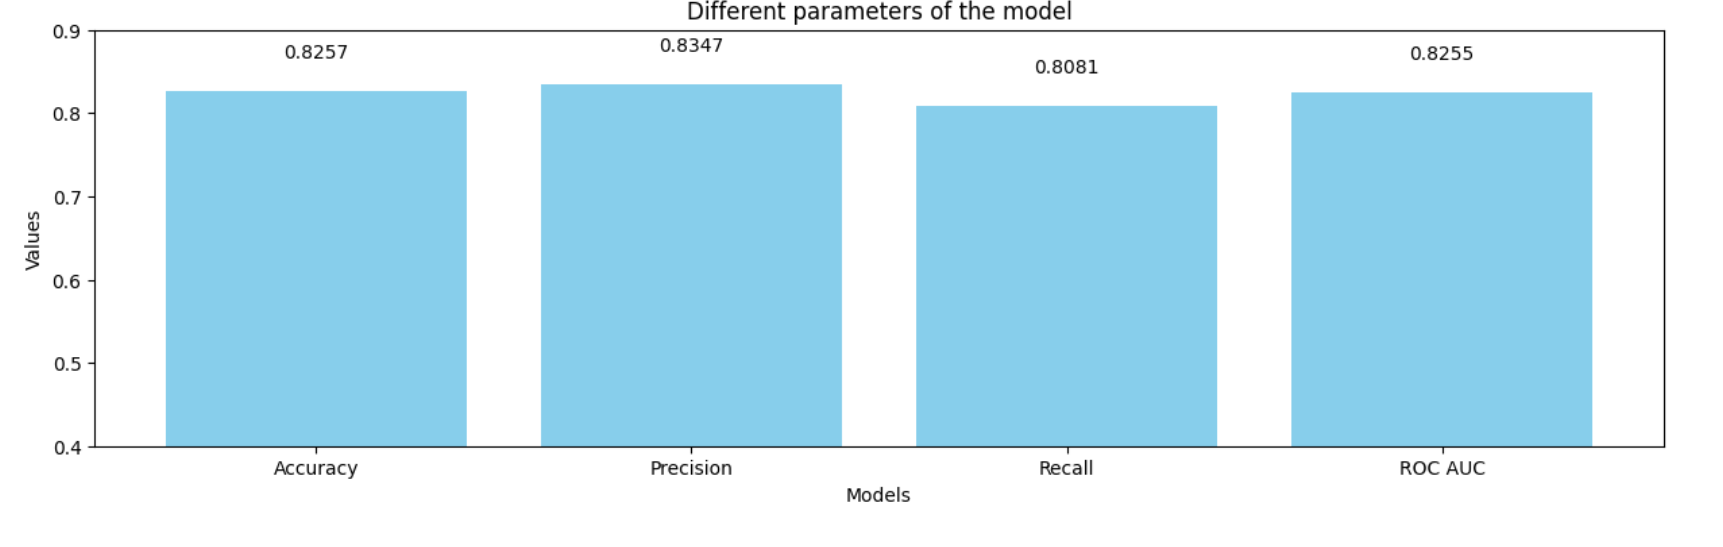 Different parameters of the model
0.9
0.8
0.7
0.6
0.5
0.4
Values
0.8257
0.8347
0.8081
0.8255
Accuracy
Precision
Recall
ROC AUC
Models